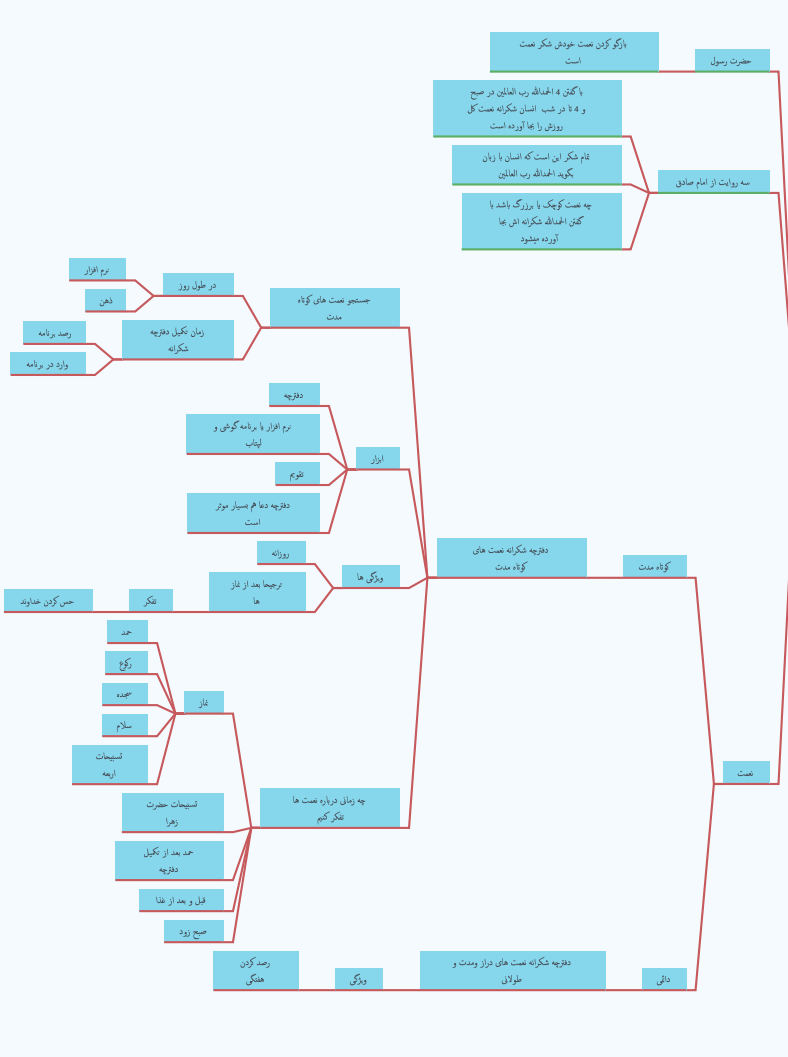 حضرت رسول
بازگو کردن نعمت خودش شکر نعمت
است
سه روایت از امام صادق
با گفتن 4 الحمدالله رب العالمین در صبح
و 4 تا در شب انسان شکرانه نعمت کل
روزش را بجا آورده است
تمام شکر این است که انسان با زبان
بگوید الحمدالله رب العالمین
چه نعمت کوچک یا برزرگ باشد با
گفتن الحمدالله شکرانه اش بجا
آورده میشود
نعمت
کوتاه مدت
دفترچه شکرانه نعمت های
کوتاه مدت
جستجو نعمت های کوتاه
مدت
در طول روز
نرم افزار
ذهن
زمان تکمیل دفترچه
شکرانه
رصد برنامه
وارد در برنامه
ابزار
دفترچه
نرم افزار یا برنامه گوشی و
لپتاب
تقویم
دفترچه دعا هم بسیار موثر
است
ویژگی ها
روزانه
ترجیحا بعد از نماز
ها
تفکر
حس کردن خداوند
چه زمانی درباره نعمت ها
تفکر کنیم
نماز
حمد
رکوع
سجده
سلام
تسبیحات
اربعه
تسبیحات حضرت
زهرا
حمد بعد از تکمیل
دفترچه
قبل و بعد از غذا
صبح زود
دائمی
دفترچه شکرانه نعمت های دراز ومدت و
طولانی
ویژگی
رصد کردن
هفتگی